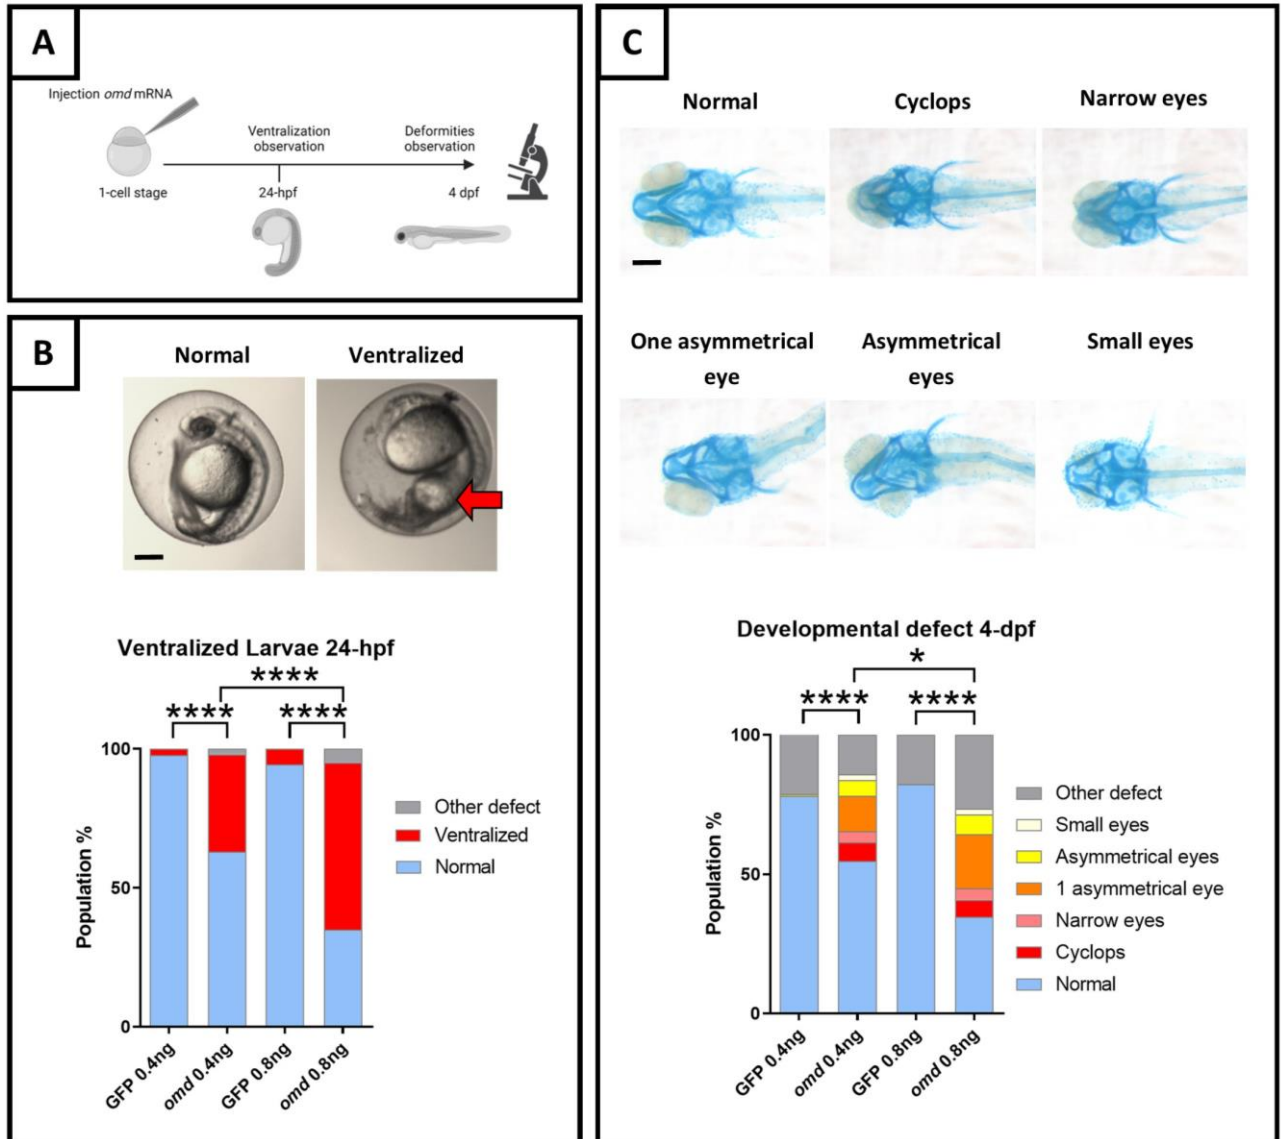 A
Injection omd mRNA
Ventralization
observation
Deformities
observation
1-cell stage
24-hpf
4 dpf
B
Normal
Ventralized
Ventralized Larvae 24-hpf
****
****
****
100
50
0
Population %
GFP 0.4ng
omd 0.4ng
GFP 0.8ng
omd 0.8ng
Other defect
Ventralized
Normal
C
Normal
Cyclops
Narrow eyes
One asymmetrical
eye
Asymmetrical
eyes
Small eyes
Developmental defect 4-dpf
*
****
****
100
50
0
Population %
GFP 0.4ng
omd 0.4ng
GFP 0.8ng
omd 0.8ng
Other defect
Small eyes
Asymmetrical eyes
1 asymmetrical eye
Narrow eyes
Cyclops
Normal